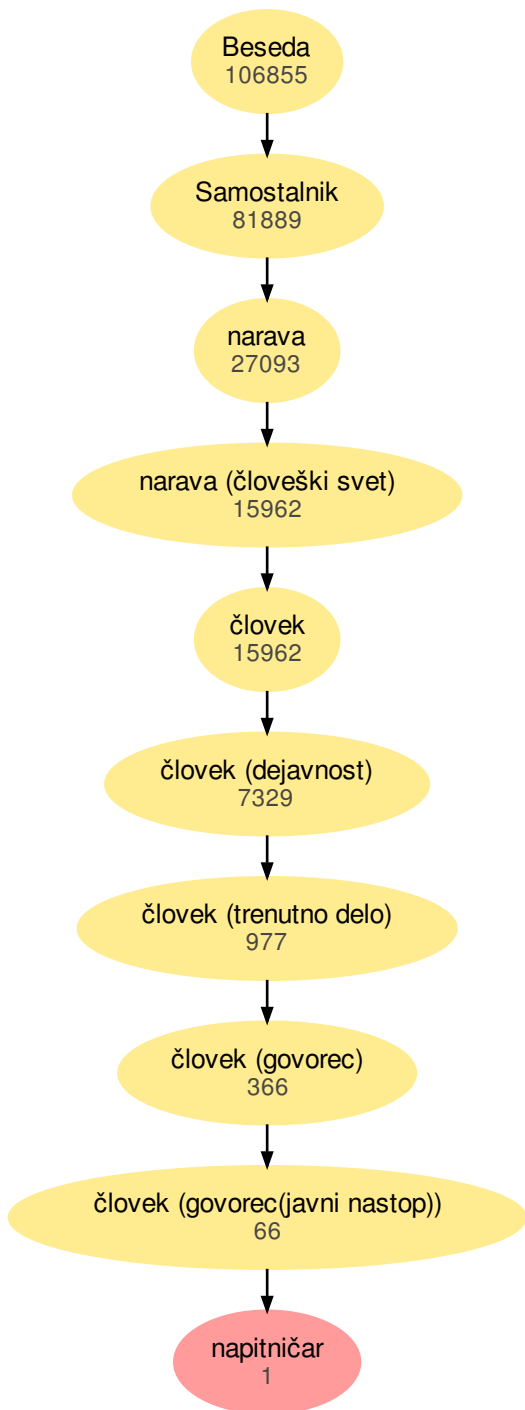 Beseda
106855
Samostalnik
81889
narava
27093
narava (človeški svet)
15962
človek
15962
človek (dejavnost)
7329
človek (trenutno delo)
977
človek (govorec)
366
človek (govorec(javni nastop))
66
napitničar
1